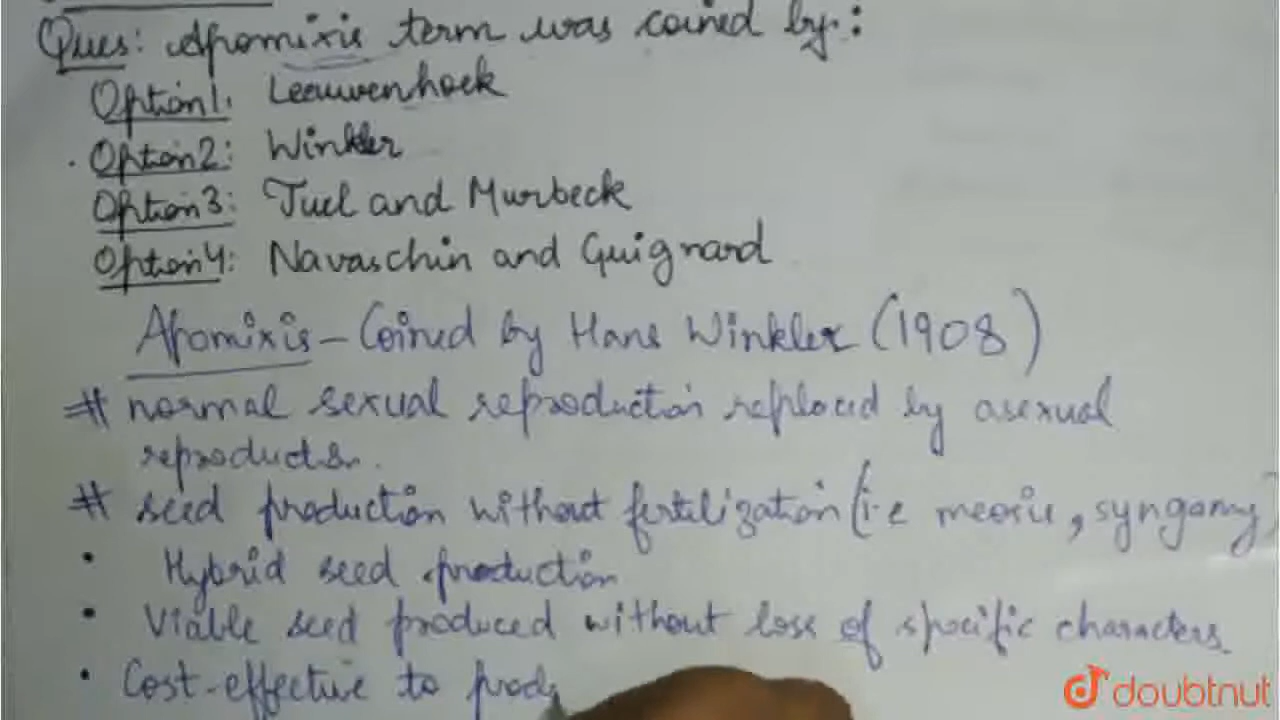 Ques: Apomixis term was coined by:
Option1: Leeuwenhoek
Option2: Winkler
Option3: Juel and Murbeck
Option4: Navaschin and Guignard
Apomixis - Coined by Hans Winkler (1908)
# normal sexual reproduction replaced by asexual
reproductn.
# seed production without fertilization (i.e meosis, syngamy)
• Hybrid seed production
• Viable seed produced without loss of specific characters.
• Cost-effective to prod
doubtnut